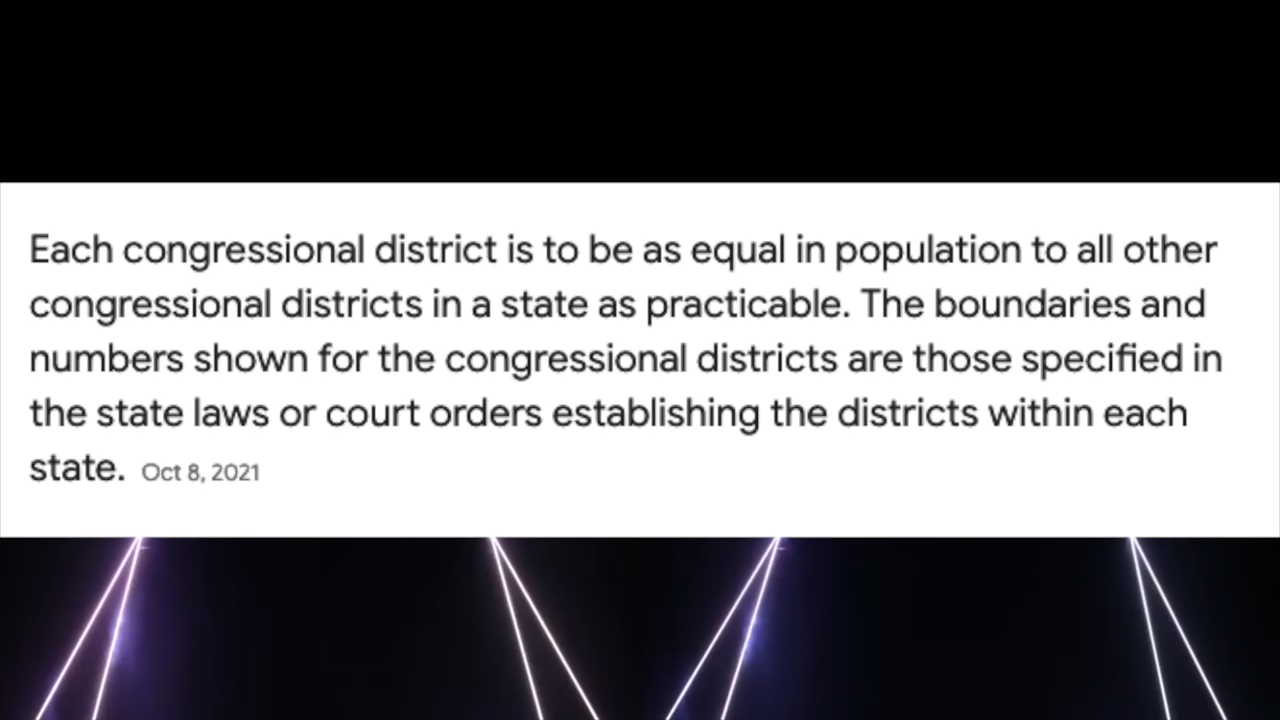 Each congressional district is to be as equal in population to all other
congressional districts in a state as practicable. The boundaries and
numbers shown for the congressional districts are those specified in
the state laws or court orders establishing the districts within each
state. Oct 8, 2021